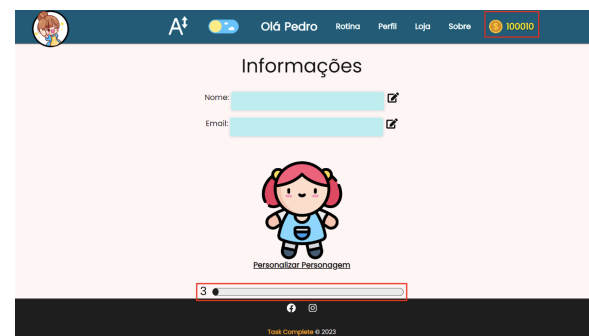 A Olá Pedro Rotina Perfil Loja Sobre $ 100010
Informações
Nome:
Email:
Personalizar Personagem
3
Task Complete © 2023